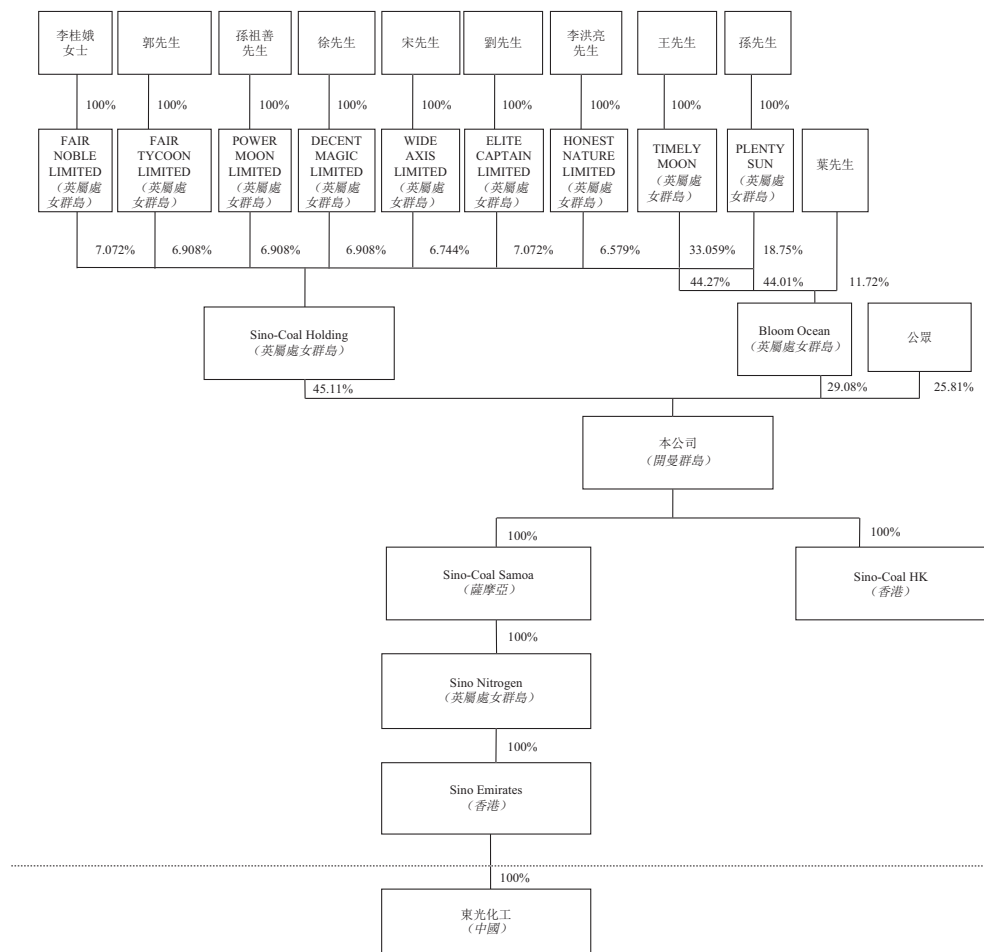 李桂娥
女士
郭先生
孫祖善
先生
徐先生
宋先生
劉先生
李洪亮
先生
王先生
孫先生
100%
100%
100%
100%
100%
100%
100%
100%
100%
FAIR
NOBLE
LIMITED
（英屬處
女群島）
FAIR
TYCOON
LIMITED
（英屬處
女群島）
POWER
MOON
LIMITED
（英屬處
女群島）
DECENT
MAGIC
LIMITED
（英屬處
女群島）
WIDE
AXIS
LIMITED
（英屬處
女群島）
ELITE
CAPTAIN
LIMITED
（英屬處
女群島）
HONEST
NATURE
LIMITED
（英屬處
女群島）
TIMELY
MOON
（英屬處
女群島）
PLENTY
SUN
（英屬處
女群島）
葉先生
7.072%
6.908%
6.908%
6.908%
6.744%
7.072%
6.579%
33.059%
18.75%
44.27%
44.01%
11.72%
Sino-Coal Holding
（英屬處女群島）
Bloom Ocean
（英屬處女群島）
公眾
45.11%
29.08%
25.81%
本公司
（開曼群島）
100%
100%
Sino-Coal Samoa
（薩摩亞）
Sino-Coal HK
（香港）
100%
Sino Nitrogen
（英屬處女群島）
100%
Sino Emirates
（香港）
100%
東光化工
（中國）